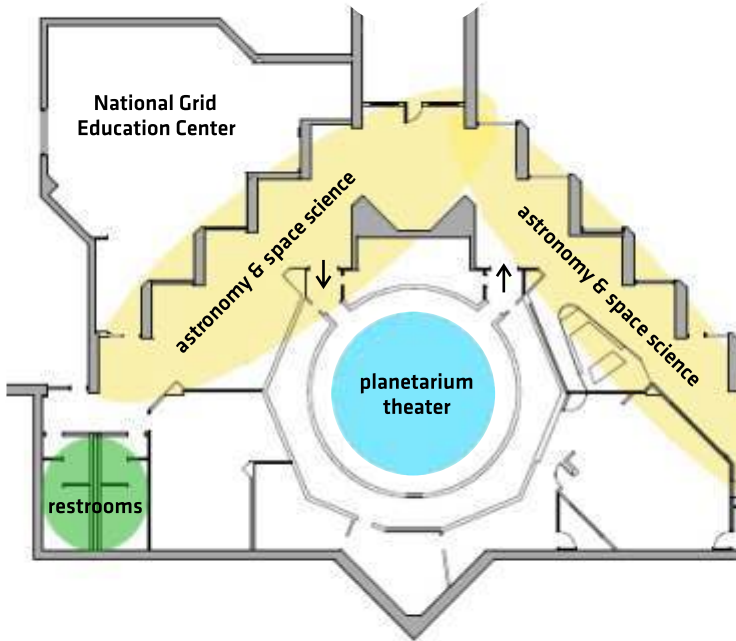 National Grid
Education Center
astronomy & space science
astronomy & space science
planetarium
theater
restrooms